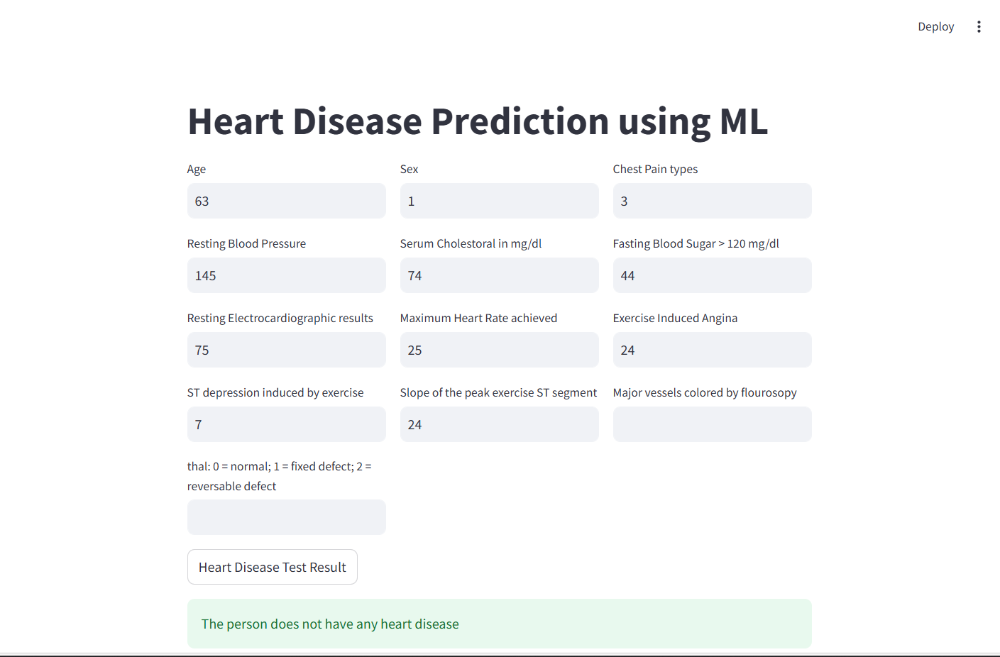 Deploy
Heart Disease Prediction using ML
Age
Sex
Chest Pain types
63
1
3
Resting Blood Pressure
Serum Cholestoral in mg/dl
Fasting Blood Sugar > 120 mg/dl
145
74
44
Resting Electrocardiographic results
Maximum Heart Rate achieved
Exercise Induced Angina
75
25
24
ST depression induced by exercise
Slope of the peak exercise ST segment
Major vessels colored by flourosopy
7
24
thal: 0 = normal; 1 = fixed defect; 2 =
reversable defect
Heart Disease Test Result
The person does not have any heart disease